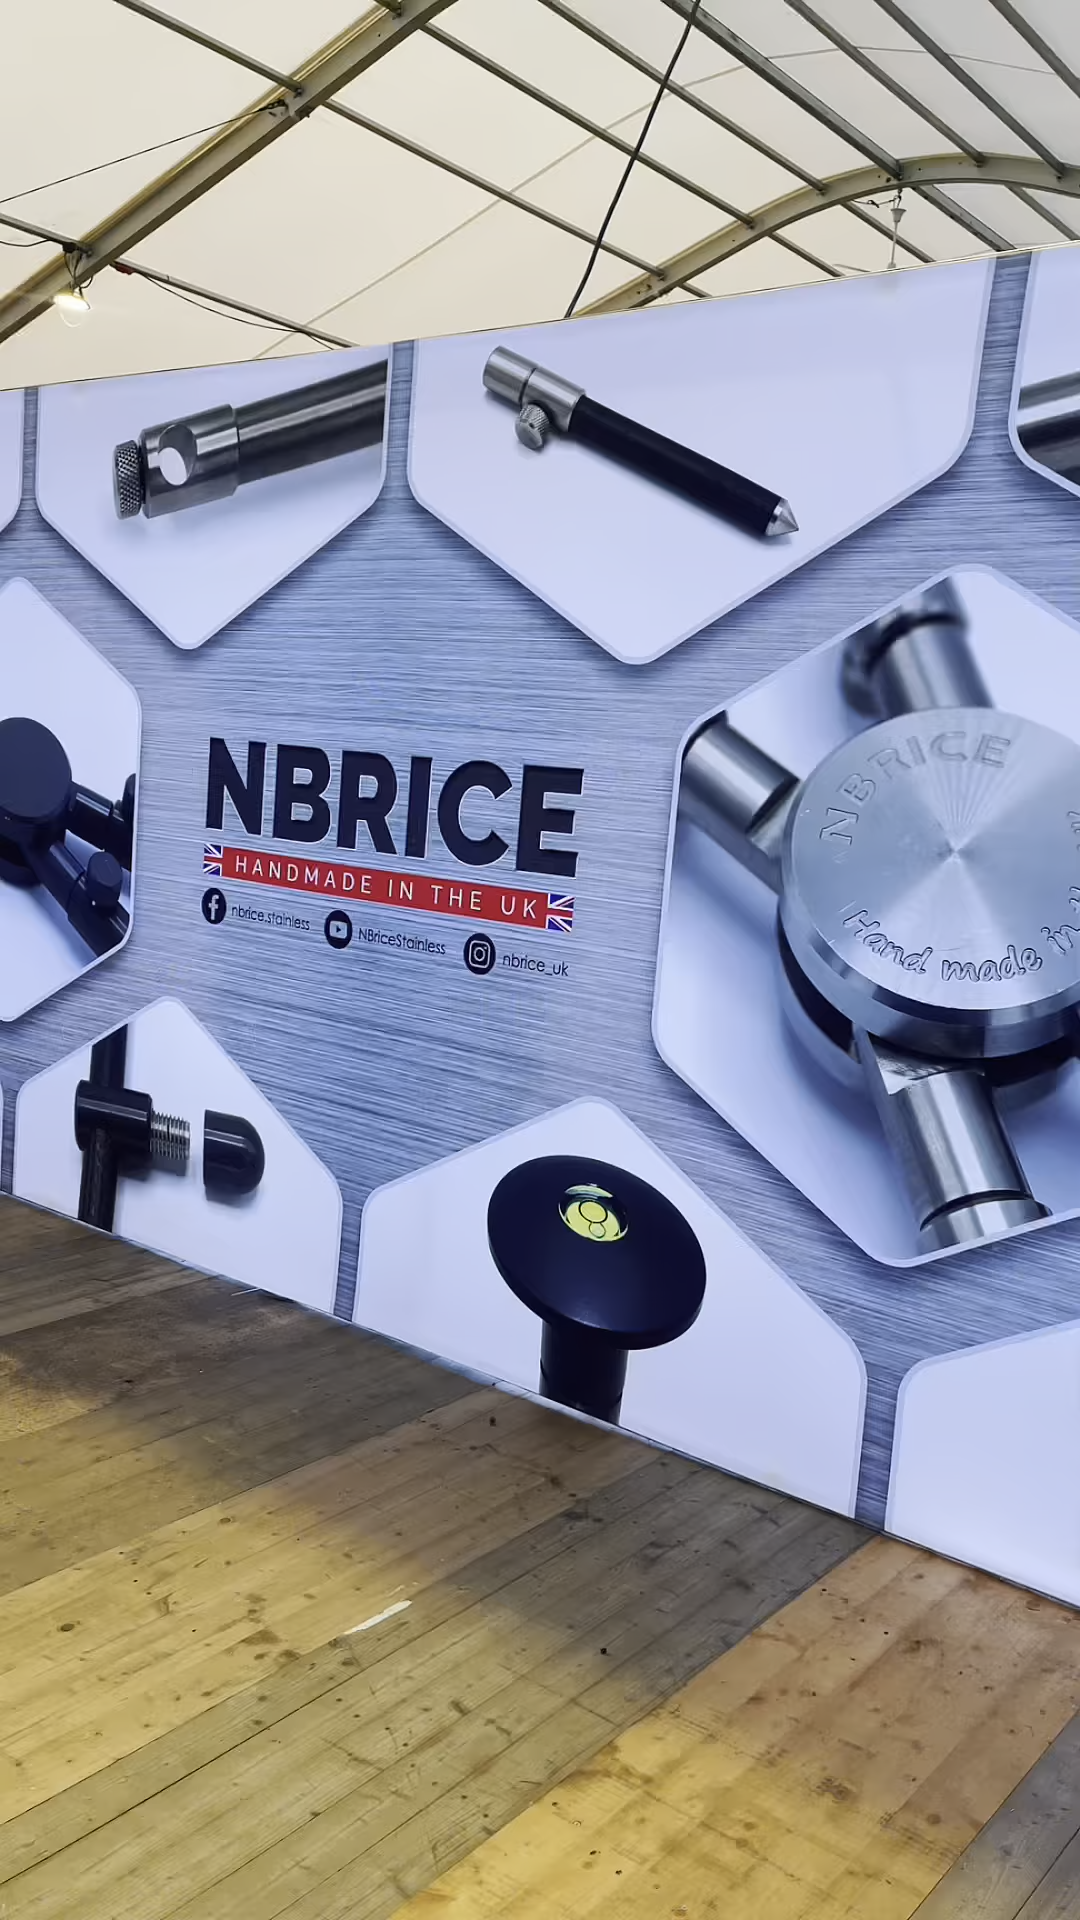 NBRICE
HANDMADE IN THE UK
nbrice.stainless NBriceStainless nbrice_uk
NBRICE
Hand made in